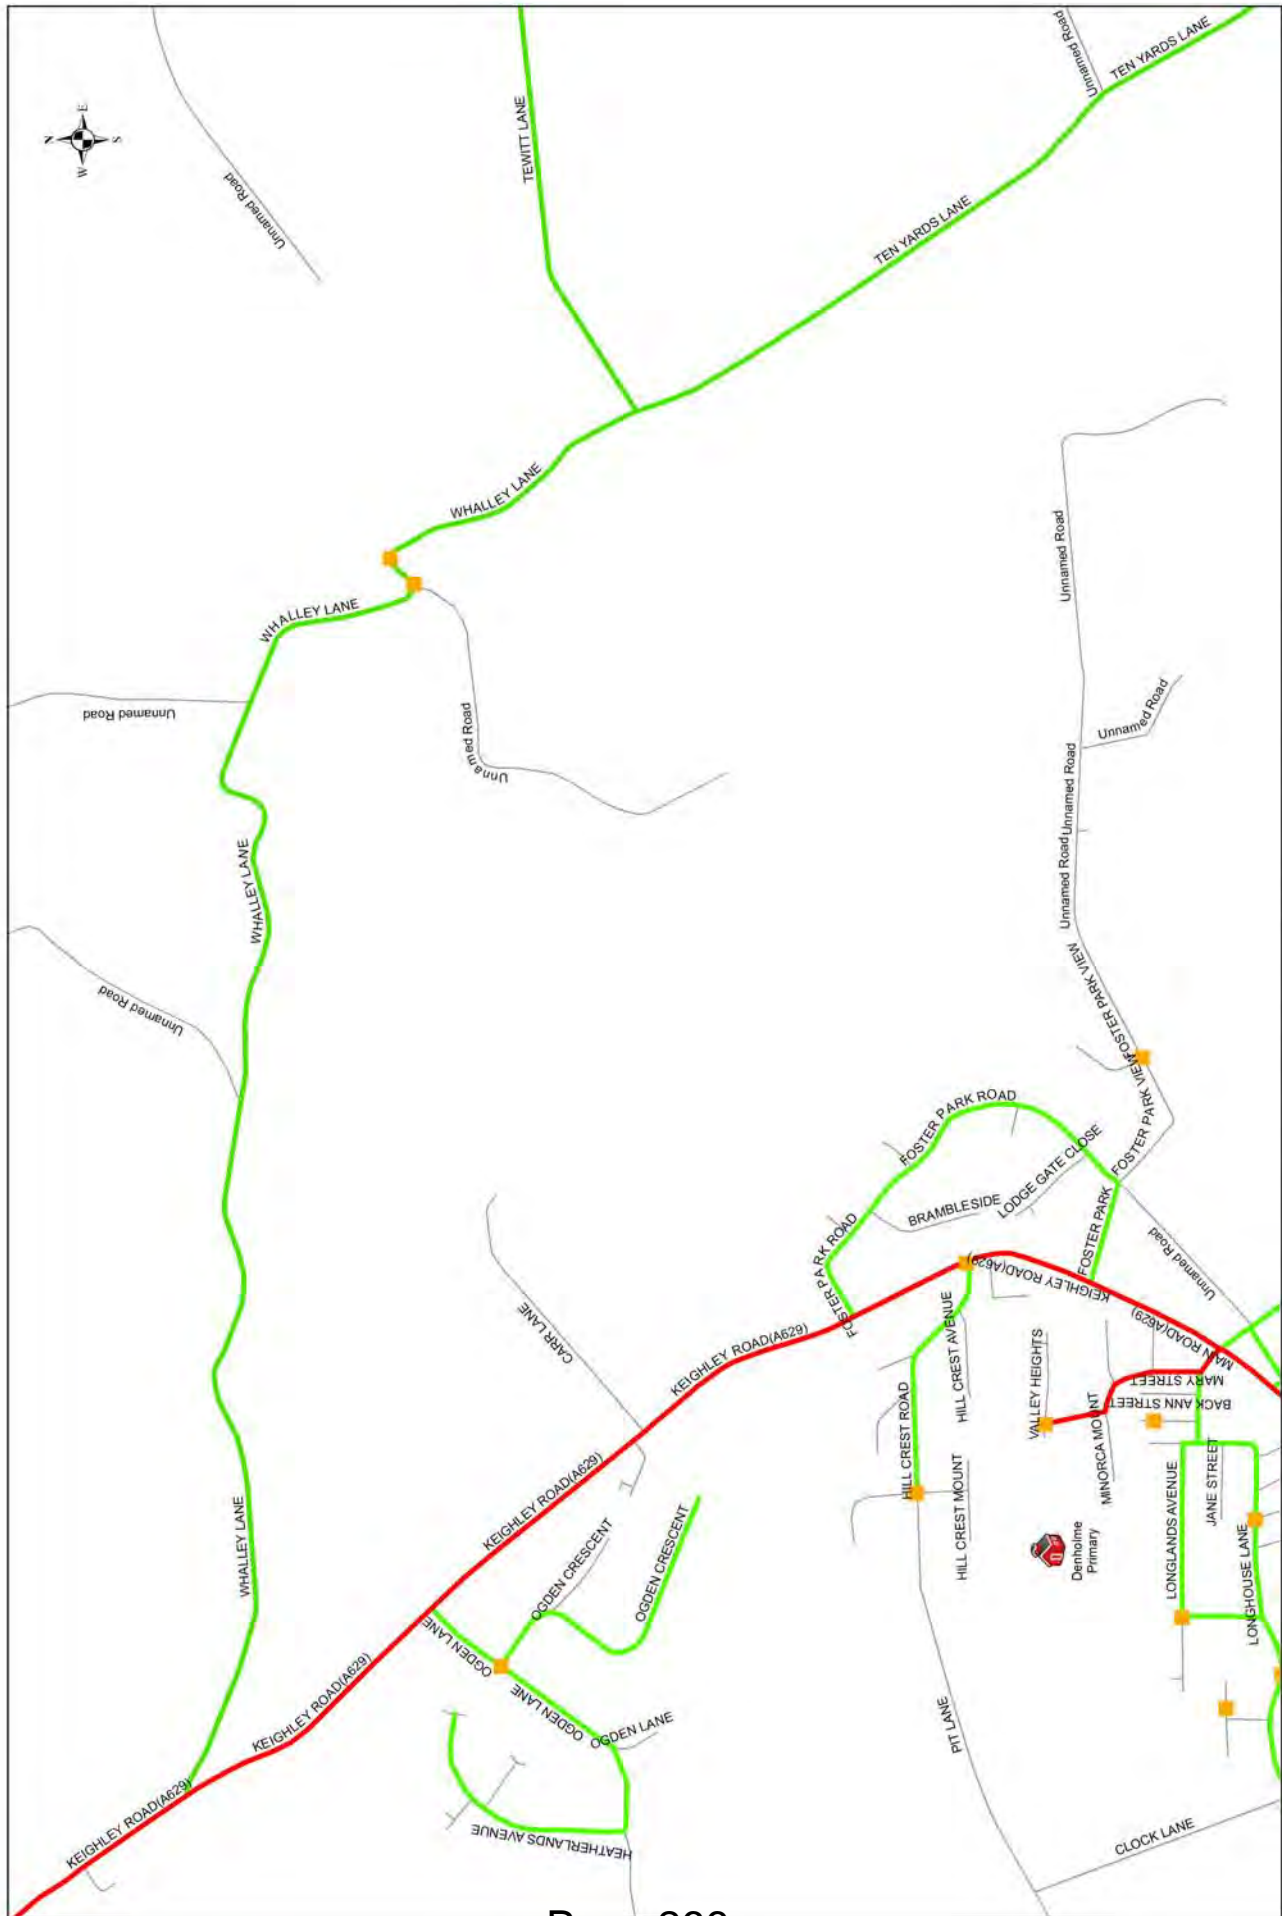 N
E
S
W
Unnamed Road
Unnamed Road
TEWITT LANE
Unnamed Road
TEN YARDS LANE
TEN YARDS LANE
WHALLEY LANE
WHALLEY LANE
Unnamed Road
Unnamed Road
Unnamed Road
Unnamed Road
Unnamed Road
Unnamed Road
Unnamed Road
WHALLEY LANE
Unnamed Road
FOSTER PARK VIEW
FOSTER PARK VIEW
FOSTER PARK ROAD
LODGE GATE CLOSE
BRAMBLESIDE
FOSTER PARK ROAD
FOSTER PARK
Unnamed Road
KEIGHLEY ROAD(A629)
MAIN ROAD(A629)
CARR LANE
KEIGHLEY ROAD(A629)
HILL CREST AVENUE
HILL CREST ROAD
HILL CREST MOUNT
VALLEY HEIGHTS
MINORCA MOUNT
MARY STREET
BACK ANN STREET
KEIGHLEY ROAD(A629)
OGDEN CRESCENT
OGDEN CRESCENT
WHALLEY LANE
Denholme
Primary
LONGLANDS AVENUE
JANE STREET
LONGHOUSE LANE
OGDEN LANE
OGDEN LANE
OGDEN LANE
KEIGHLEY ROAD(A629)
PIT LANE
KEIGHLEY ROAD(A629)
HEATHERLANDS AVENUE
CLOCK LANE